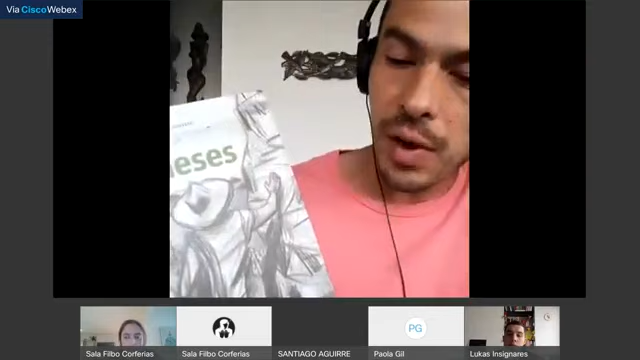 Via CiscoWebex
eses
PG
Sala Filbo Corferias
Sala Filbo Corferias
SANTIAGO AGUIRRE
Paola Gil
Lukas Insignares